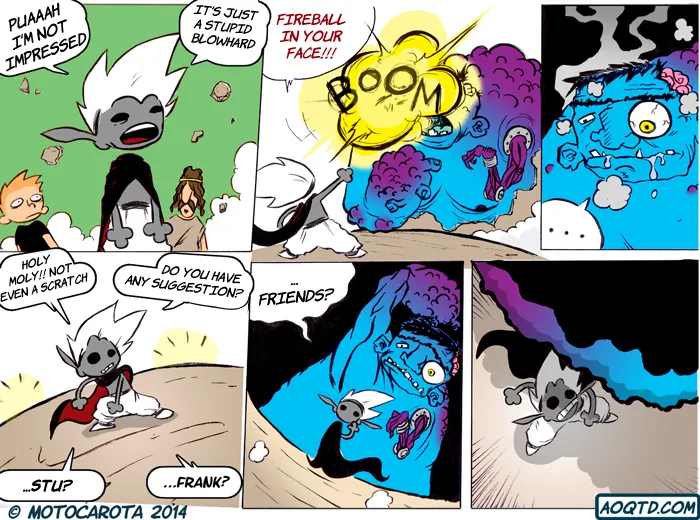 PUAAAH
I'M NOT
IMPRESSED
IT'S JUST
A STUPID
BLOWHARD
FIREBALL
IN YOUR
FACE!!!
BOOM
...
HOLY
MOLY!! NOT
EVEN A SCRATCH
DO YOU HAVE
ANY SUGGESTION?
...STU?
...FRANK?
...
FRIENDS?
© MOTOCAROTA 2014
AOQTD.COM